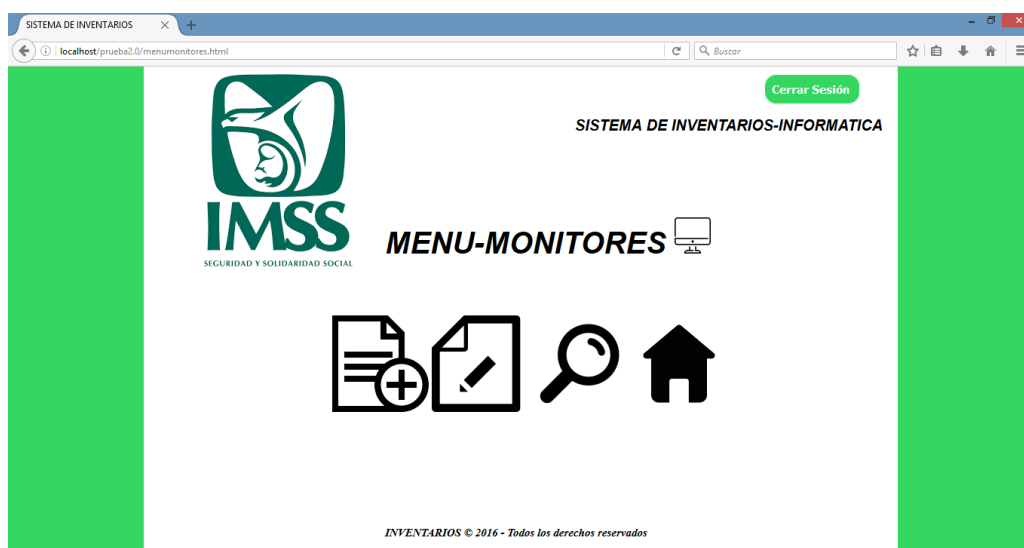 SISTEMA DE INVENTARIOS
localhost/prueba2.0/menumonitores.html
Buscar
Cerrar Sesión
SISTEMA DE INVENTARIOS-INFORMATICA
IMSS
SEGURIDAD Y SOLIDARIDAD SOCIAL
MENU-MONITORES
INVENTARIOS © 2016 - Todos los derechos reservados